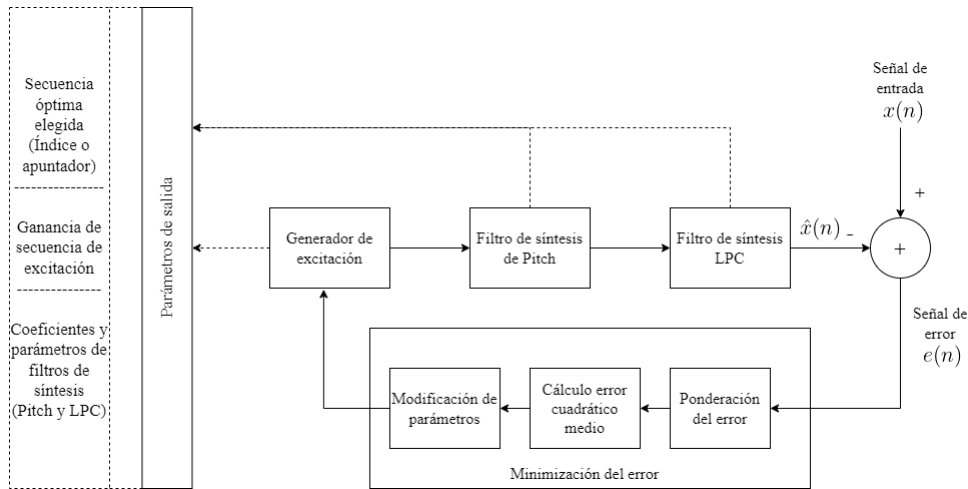 Secuencia
óptima
elegida
(Índice o
apuntador)
Ganancia de
secuencia de
excitación
Coeficientes y
parámetros de
filtros de
síntesis
(Pitch y LPC)
Parámetros de salida
Generador de
excitación
Filtro de síntesis
de Pitch
Filtro de síntesis
LPC
x̂(n)
-
Señal de
entrada
x(n)
+
+
Señal de
error
e(n)
Modificación de
parámetros
Cálculo error
cuadrático
medio
Ponderación
del error
Minimización del error